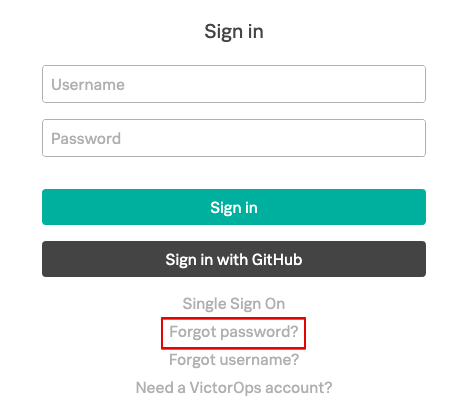 Sign in
Username
Password
Sign in
Sign in with GitHub
Single Sign On
Forgot password?
Forgot username?
Need a VictorOps account?